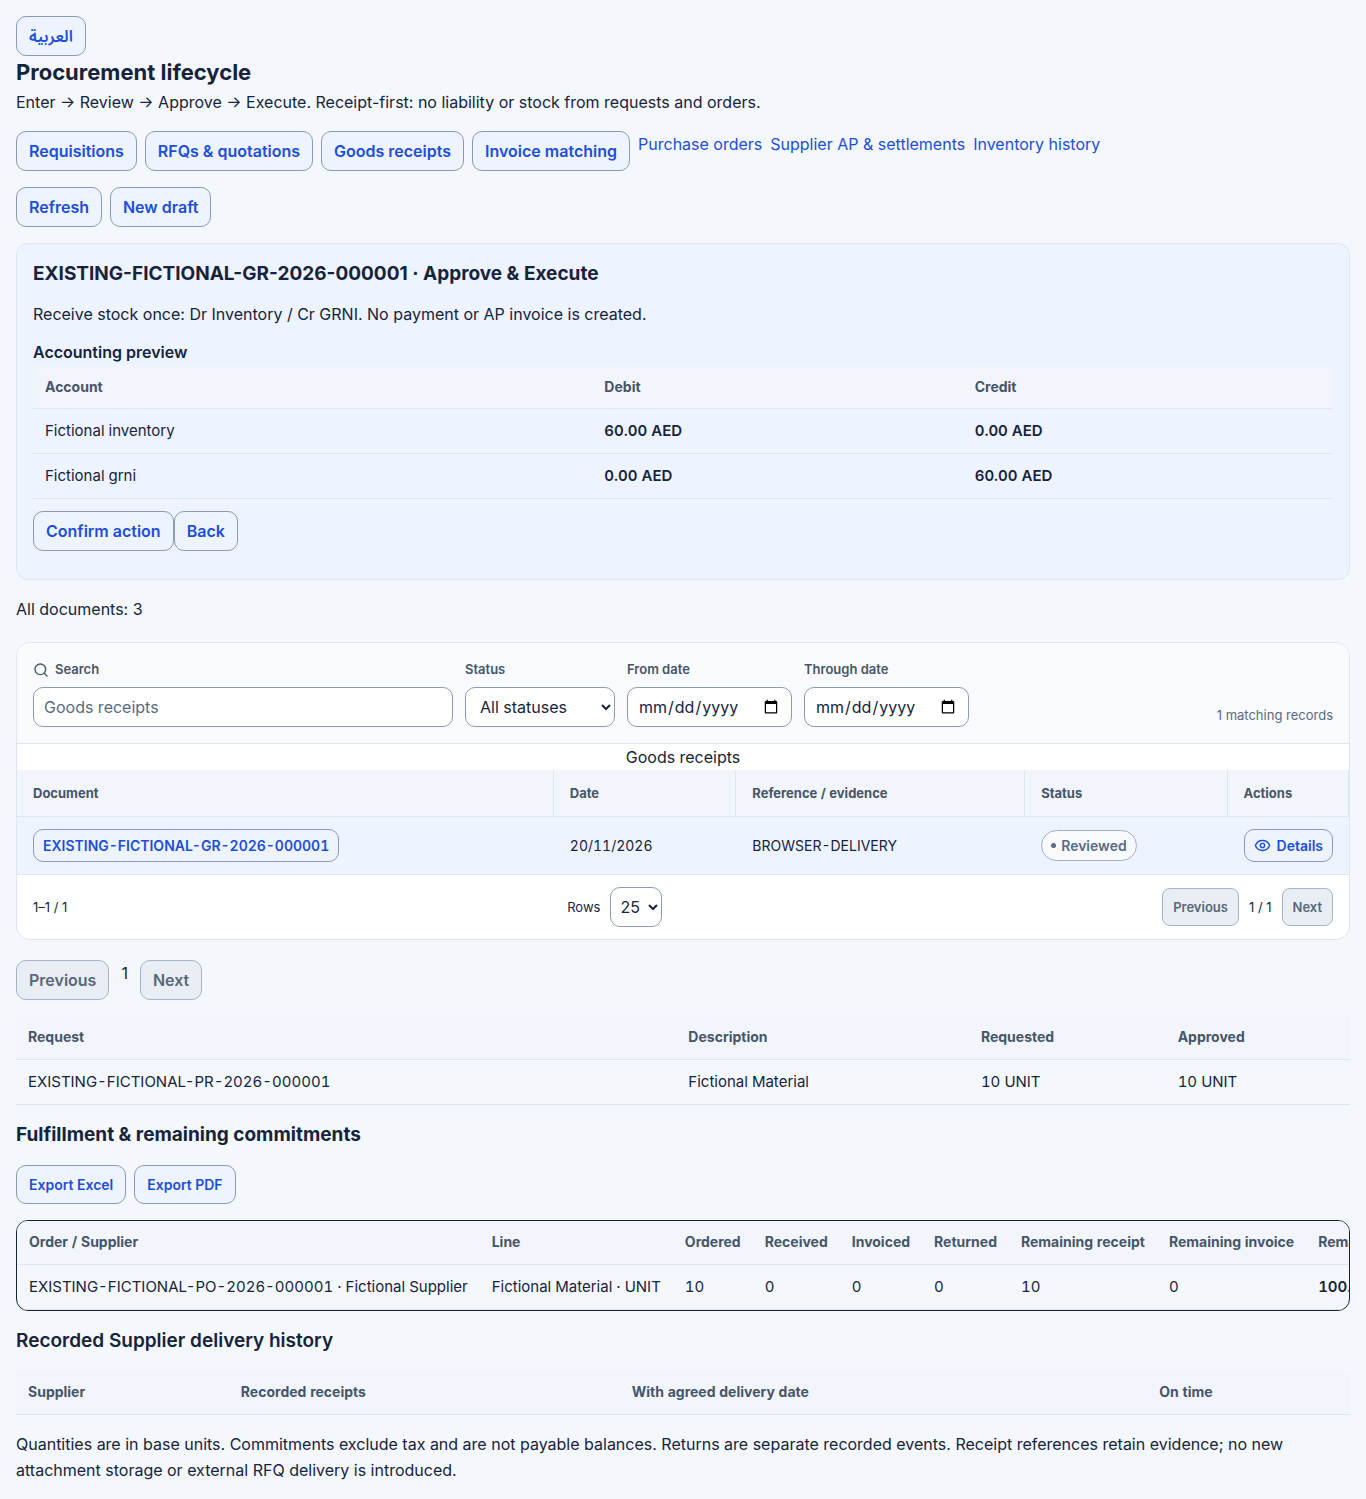 العربية
Procurement lifecycle
Enter → Review → Approve → Execute. Receipt-first: no liability or stock from requests and orders.
Requisitions RFQs & quotations Goods receipts Invoice matching Purchase orders Supplier AP & settlements Inventory history
Refresh New draft
EXISTING-FICTIONAL-GR-2026-000001 · Approve & Execute
Receive stock once: Dr Inventory / Cr GRNI. No payment or AP invoice is created.
Accounting preview
Account Debit Credit
Fictional inventory 60.00 AED 0.00 AED
Fictional grni 0.00 AED 60.00 AED
Confirm action Back
All documents: 3
Search Status From date Through date
Goods receipts All statuses mm/dd/yyyy mm/dd/yyyy 1 matching records
Goods receipts
Document Date Reference / evidence Status Actions
EXISTING-FICTIONAL-GR-2026-000001 20/11/2026 BROWSER-DELIVERY • Reviewed Details
1–1 / 1 Rows 25 Previous 1 / 1 Next
Previous 1 Next
Request Description Requested Approved
EXISTING-FICTIONAL-PR-2026-000001 Fictional Material 10 UNIT 10 UNIT
Fulfillment & remaining commitments
Export Excel Export PDF
Order / Supplier Line Ordered Received Invoiced Returned Remaining receipt Remaining invoice Rem
EXISTING-FICTIONAL-PO-2026-000001 · Fictional Supplier Fictional Material · UNIT 10 0 0 0 10 0 100.
Recorded Supplier delivery history
Supplier Recorded receipts With agreed delivery date On time
Quantities are in base units. Commitments exclude tax and are not payable balances. Returns are separate recorded events. Receipt references retain evidence; no new
attachment storage or external RFQ delivery is introduced.